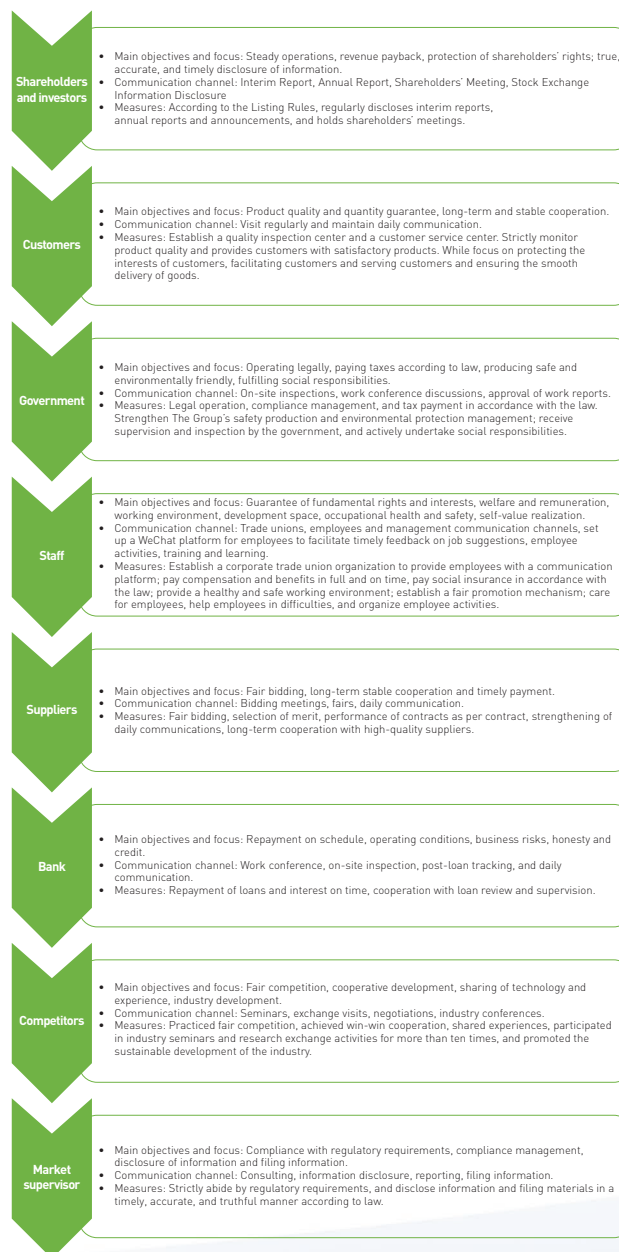 Shareholders
and investors
• Main objectives and focus: Steady operations, revenue payback, protection of shareholders' rights; true,
accurate, and timely disclosure of information.
• Communication channel: Interim Report, Annual Report, Shareholders' Meeting, Stock Exchange
Information Disclosure
• Measures: According to the Listing Rules, regularly discloses interim reports,
annual reports and announcements, and holds shareholders' meetings.
Customers
• Main objectives and focus: Product quality and quantity guarantee, long-term and stable cooperation.
• Communication channel: Visit regularly and maintain daily communication.
• Measures: Establish a quality inspection center and a customer service center. Strictly monitor
product quality and provides customers with satisfactory products. While focus on protecting the
interests of customers, facilitating customers and serving customers and ensuring the smooth
delivery of goods.
Government
• Main objectives and focus: Operating legally, paying taxes according to law, producing safe and
environmentally friendly, fulfilling social responsibilities.
• Communication channel: On-site inspections, work conference discussions, approval of work reports.
• Measures: Legal operation, compliance management, and tax payment in accordance with the law.
Strengthen The Group's safety production and environmental protection management; receive
supervision and inspection by the government, and actively undertake social responsibilities.
Staff
• Main objectives and focus: Guarantee of fundamental rights and interests, welfare and remuneration,
working environment, development space, occupational health and safety, self-value realization.
• Communication channel: Trade unions, employees and management communication channels, set
up a WeChat platform for employees to facilitate timely feedback on job suggestions, employee
activities, training and learning.
• Measures: Establish a corporate trade union organization to provide employees with a communication
platform; pay compensation and benefits in full and on time, pay social insurance in accordance with
the law; provide a healthy and safe working environment; establish a fair promotion mechanism; care
for employees, help employees in difficulties, and organize employee activities.
Suppliers
• Main objectives and focus: Fair bidding, long-term stable cooperation and timely payment.
• Communication channel: Bidding meetings, fairs, daily communication.
• Measures: Fair bidding, selection of merit, performance of contracts as per contract, strengthening of
daily communications, long-term cooperation with high-quality suppliers.
Bank
• Main objectives and focus: Repayment on schedule, operating conditions, business risks, honesty and
credit.
• Communication channel: Work conference, on-site inspection, post-loan tracking, and daily
communication.
• Measures: Repayment of loans and interest on time, cooperation with loan review and supervision.
Competitors
• Main objectives and focus: Fair competition, cooperative development, sharing of technology and
experience, industry development.
• Communication channel: Seminars, exchange visits, negotiations, industry conferences.
• Measures: Practiced fair competition, achieved win-win cooperation, shared experiences, participated
in industry seminars and research exchange activities for more than ten times, and promoted the
sustainable development of the industry.
Market
supervisor
• Main objectives and focus: Compliance with regulatory requirements, compliance management,
disclosure of information and filing information.
• Communication channel: Consulting, information disclosure, reporting, filing information.
• Measures: Strictly abide by regulatory requirements, and disclose information and filing materials in a
timely, accurate, and truthful manner according to law.